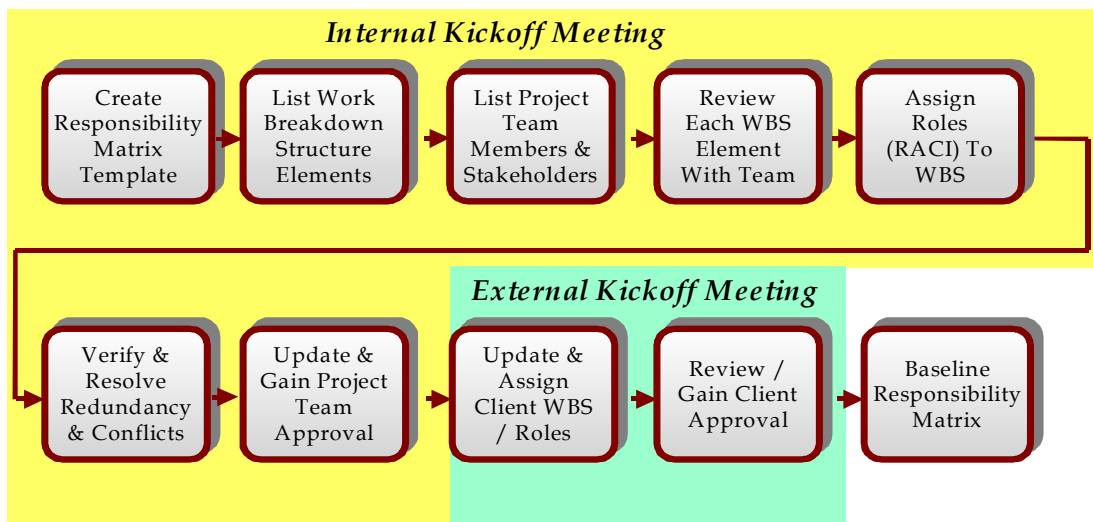 Internal Kickoff Meeting
Create
Responsibility
Matrix
Template
List Work
Breakdown
Structure
Elements
List Project
Team
Members &
Stakeholders
Review
Each WBS
Element
With Team
Assign
Roles
(RACI) To
WBS
External Kickoff Meeting
Verify &
Resolve
Redundancy
& Conflicts
Update &
Gain Project
Team
Approval
Update &
Assign
Client WBS
/ Roles
Review /
Gain Client
Approval
Baseline
Responsibility
Matrix